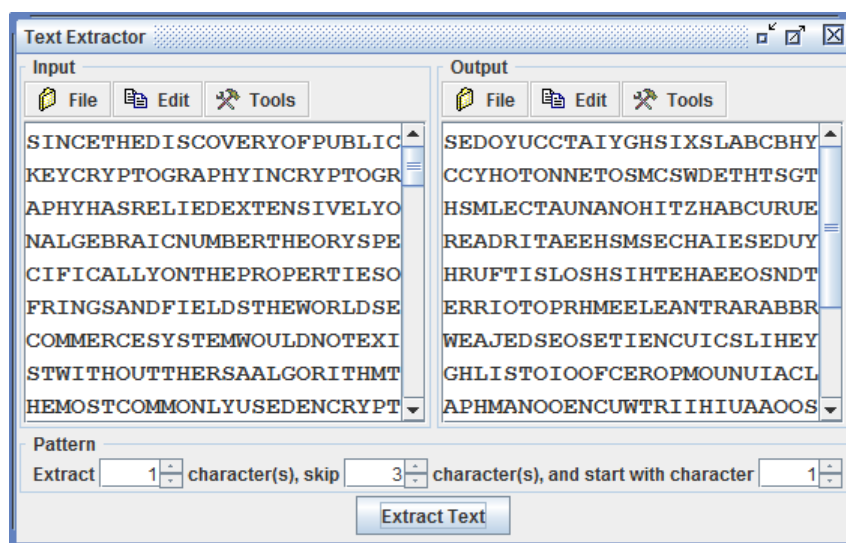 Text Extractor
Input
File Edit Tools
SINCETHEDISCOVERYOFPUBLIC
KEYCRYPTOGRAPHYINCRYPTOGR
APHYHASRELIEDEXTENSIVELYO
NALGEBRAICNUMBERTHEORYSPE
CIFICALLYONTHEPROPERTIESO
FRINGSANDFIELDSTHEWORLDSE
COMMERCESYSTEMWOULDNOTEXI
STWITHOUTTHERSAALGORITHMT
HEMOSTCOMMONLYUSEDENCRYPT
Output
File Edit Tools
SEDOYUCCTAIYGHSIXSLABCBHY
CCYHOTONNETOSMCSWDETHTSGT
HSMLECTAUNANOHITZHABCURUE
READRITAEEHSMSECHAIESEDUY
HRUFTISLOSHSIHTEHAEEOSNDT
ERRIOTOPRHMEELEANTRARABBR
WEAJEDSEOSETIENCUICSLIHEY
GHLISTOIOOFCEROPMOUNUIACL
APHMANOOENCUWTRIIHIUAAOOS
Pattern
Extract 1 character(s), skip 3 character(s), and start with character 1
Extract Text